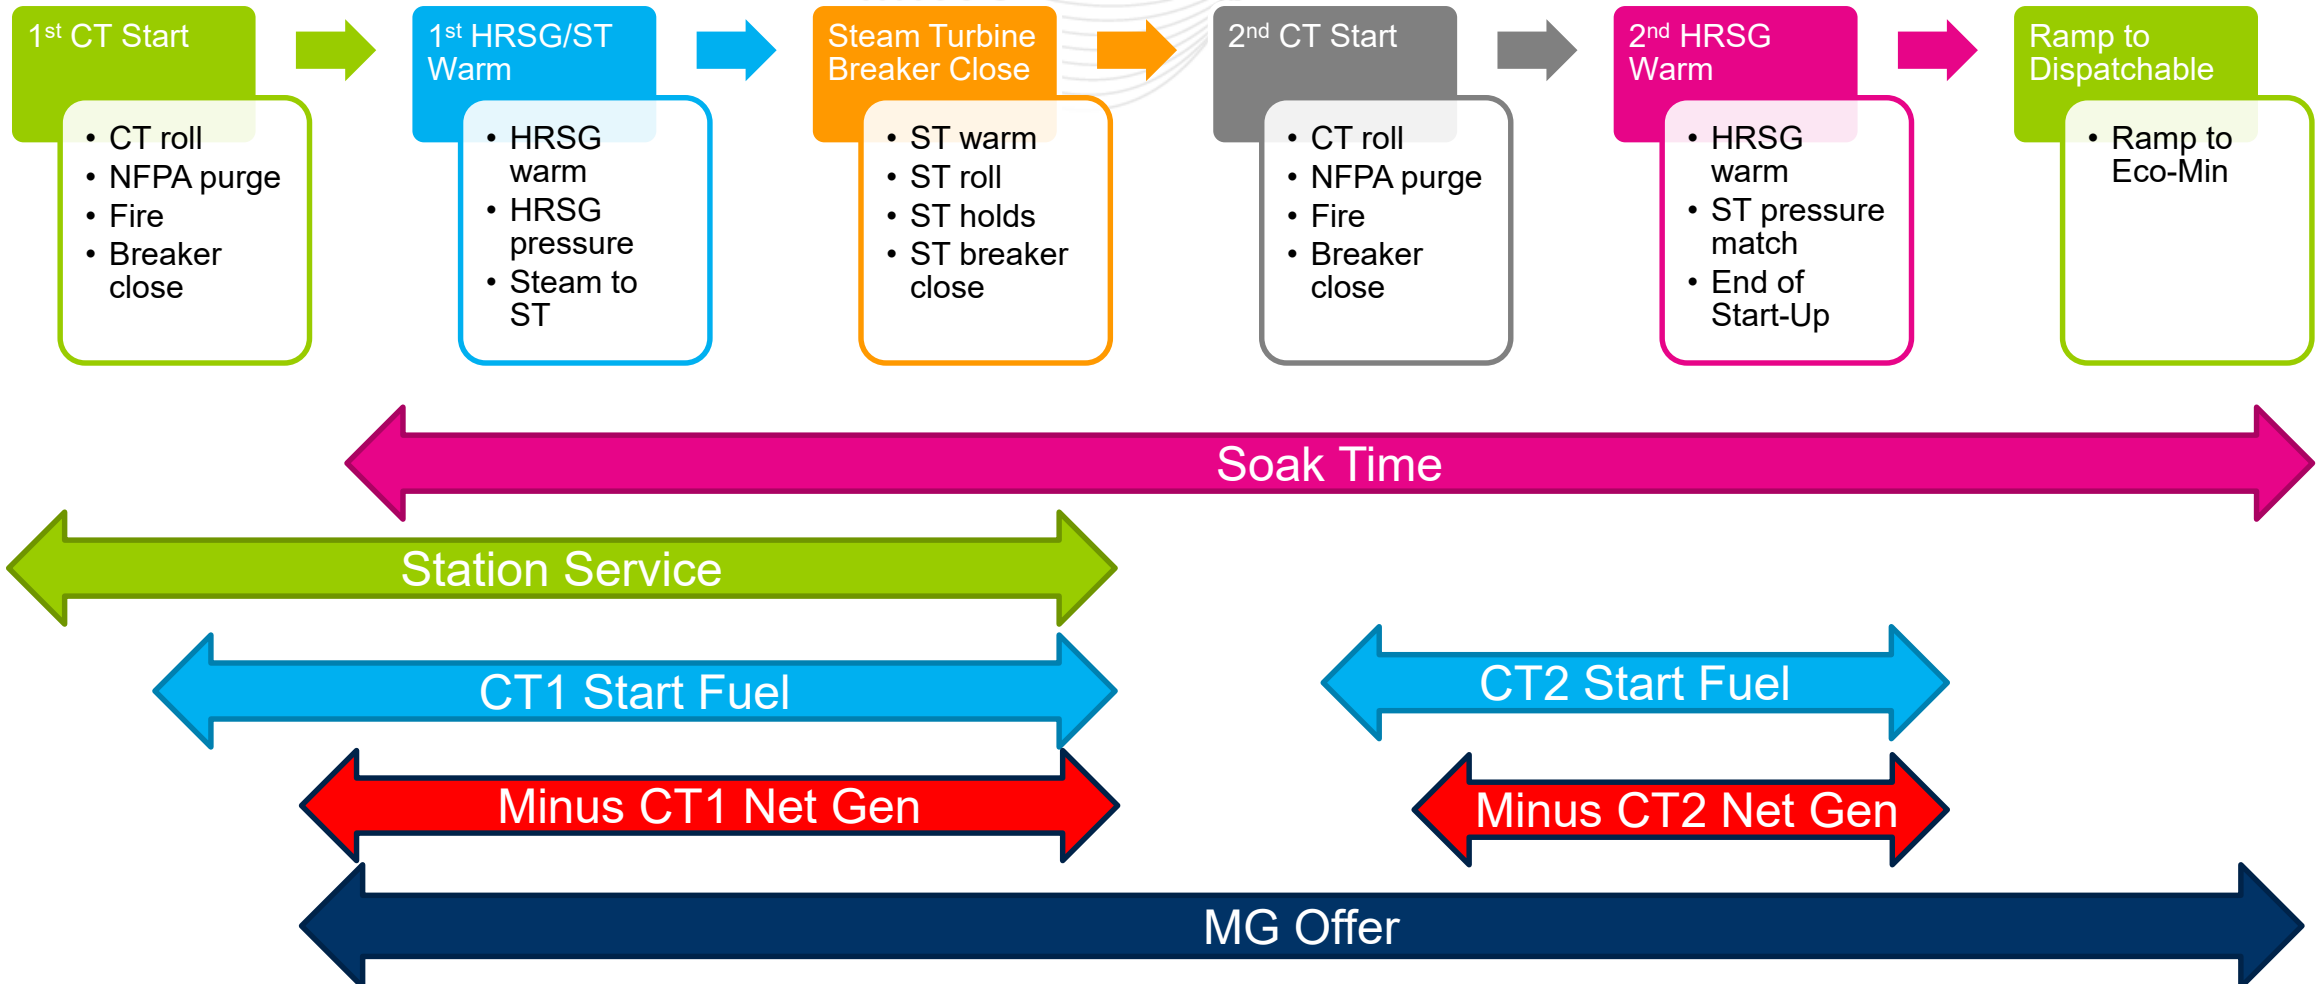 1st CT Start
• CT roll
• NFPA purge
• Fire
• Breaker
close
1st HRSG/ST
Warm
• HRSG
warm
• HRSG
pressure
• Steam to
ST
Steam Turbine
Breaker Close
• ST warm
• ST roll
• ST holds
• ST breaker
close
2nd CT Start
• CT roll
• NFPA purge
• Fire
• Breaker
close
2nd HRSG
Warm
• HRSG
warm
• ST pressure
match
• End of
Start-Up
Ramp to
Dispatchable
• Ramp to
Eco-Min
Soak Time
Station Service
CT1 Start Fuel
CT2 Start Fuel
Minus CT1 Net Gen
Minus CT2 Net Gen
MG Offer